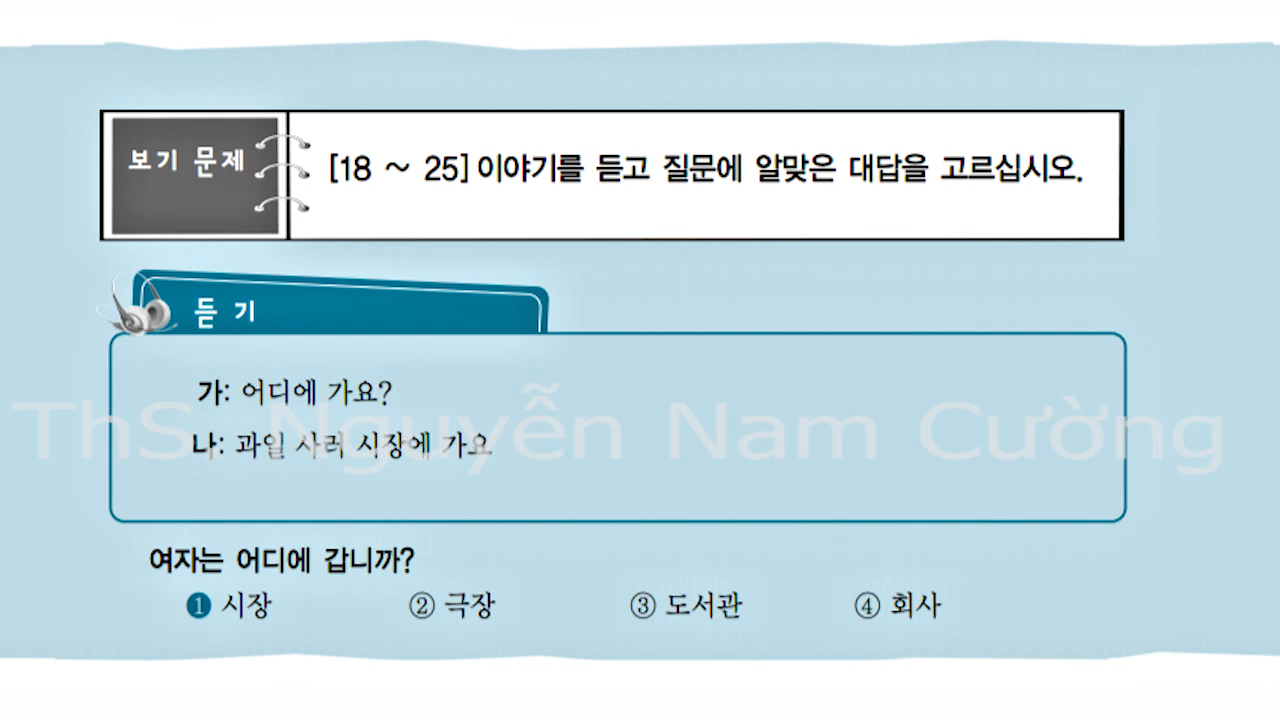 보기 문제
[18 ~ 25] 이야기를 듣고 질문에 알맞은 대답을 고르십시오.
듣 기
가: 어디에 가요?
ThS. Nguyễn Nam Cường
나: 과일 사러 시장에 가요
여자는 어디에 갑니까?
❶ 시장 ② 극장 ③ 도서관 ④ 회사